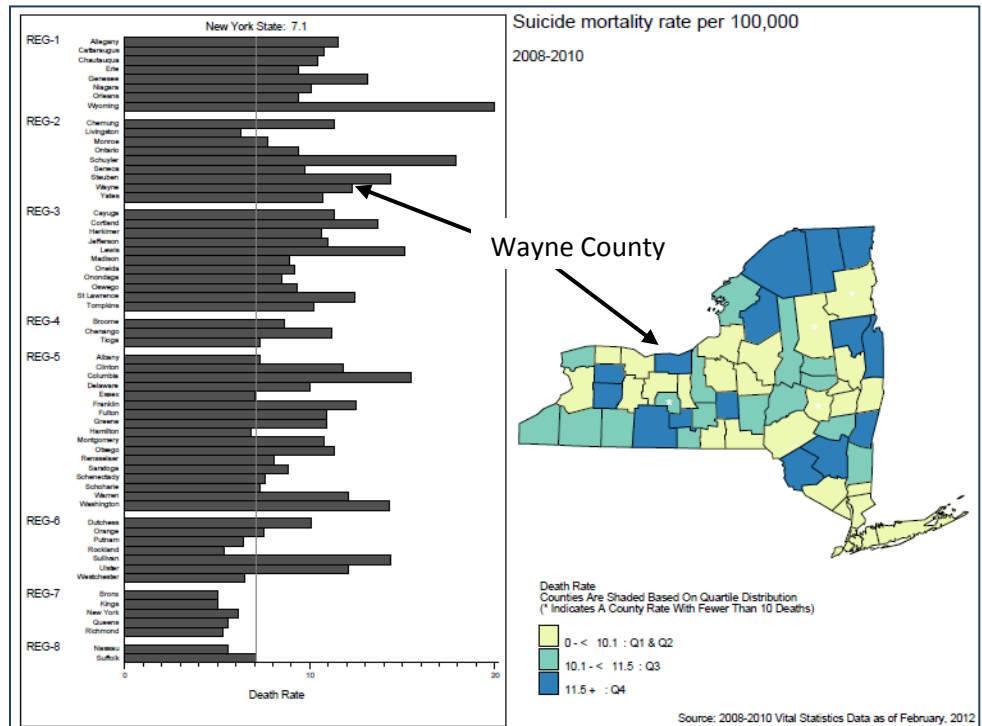 New York State: 7.1
REG-1
Allegany
Cattaraugus
Chautauqua
Erie
Genesee
Niagara
Orleans
Wyoming
REG-2
Chemung
Livingston
Monroe
Ontario
Schuyler
Seneca
Steuben
Wayne
Yates
REG-3
Cayuga
Cortland
Herkimer
Jefferson
Lewis
Madison
Oneida
Onondaga
Oswego
St Lawrence
Tompkins
REG-4
Broome
Chenango
Tioga
REG-5
Albany
Clinton
Columbia
Delaware
Essex
Franklin
Fulton
Greene
Hamilton
Montgomery
Otsego
Rensselaer
Saratoga
Schenectady
Schoharie
Warren
Washington
REG-6
Dutchess
Orange
Putnam
Rockland
Sullivan
Ulster
Westchester
REG-7
Bronx
Kings
New York
Queens
Richmond
REG-8
Nassau
Suffolk
0 10 20
Death Rate
Suicide mortality rate per 100,000
2008-2010
Wayne County
Death Rate
Counties Are Shaded Based On Quartile Distribution
(* Indicates A County Rate With Fewer Than 10 Deaths)
0 - < 10.1 : Q1 & Q2
10.1 - < 11.5 : Q3
11.5 + : Q4
Source: 2008-2010 Vital Statistics Data as of February, 2012